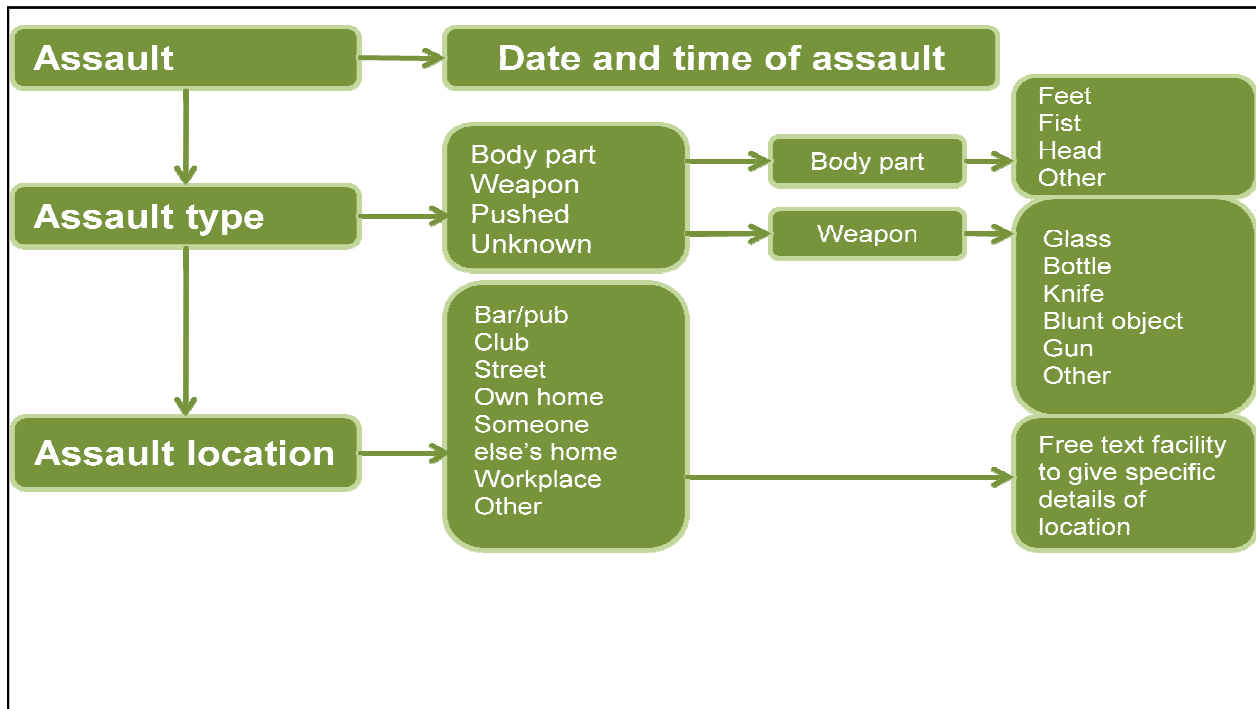 Assault
Date and time of assault
Assault type
Body part
Weapon
Pushed
Unknown
Body part
Feet
Fist
Head
Other
Weapon
Glass
Bottle
Knife
Blunt object
Gun
Other
Assault location
Bar/pub
Club
Street
Own home
Someone
else’s home
Workplace
Other
Free text facility
to give specific
details of
location